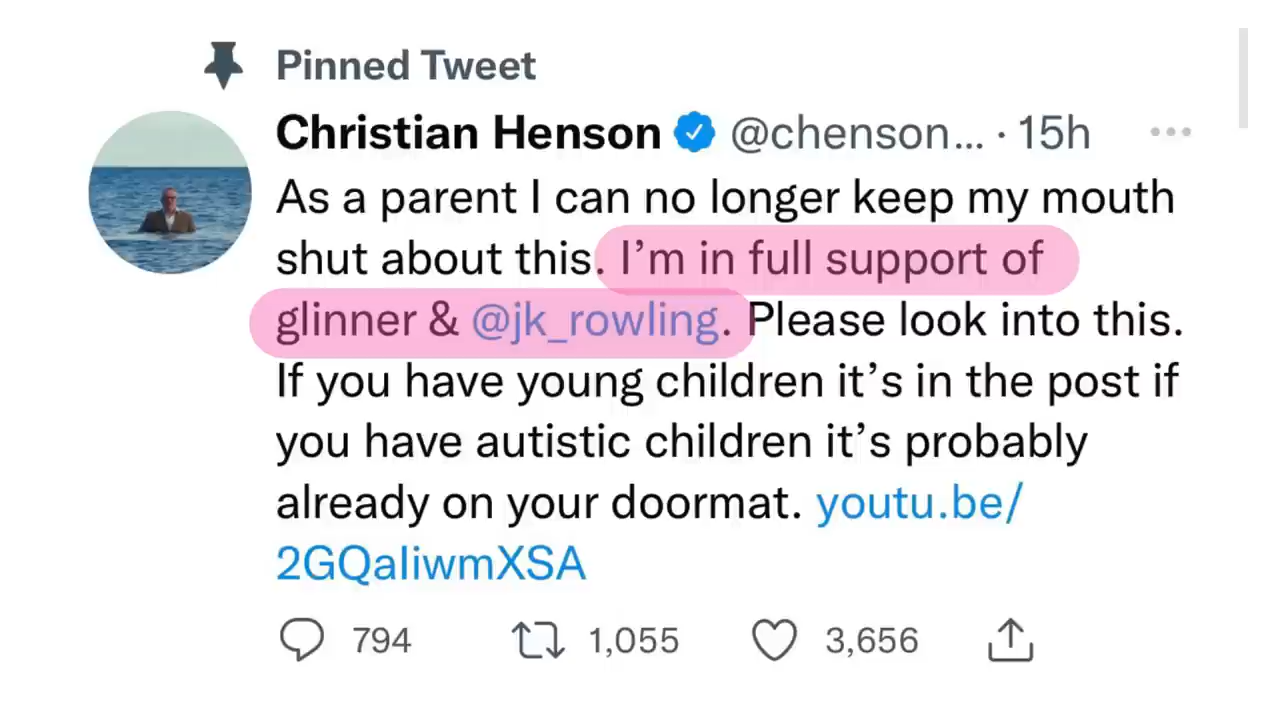 Pinned Tweet
Christian Henson @chenson... · 15h
As a parent I can no longer keep my mouth
shut about this. I’m in full support of
glinner & @jk_rowling. Please look into this.
If you have young children it’s in the post if
you have autistic children it’s probably
already on your doormat. youtu.be/
2GQaliwmXSA
794 1,055 3,656